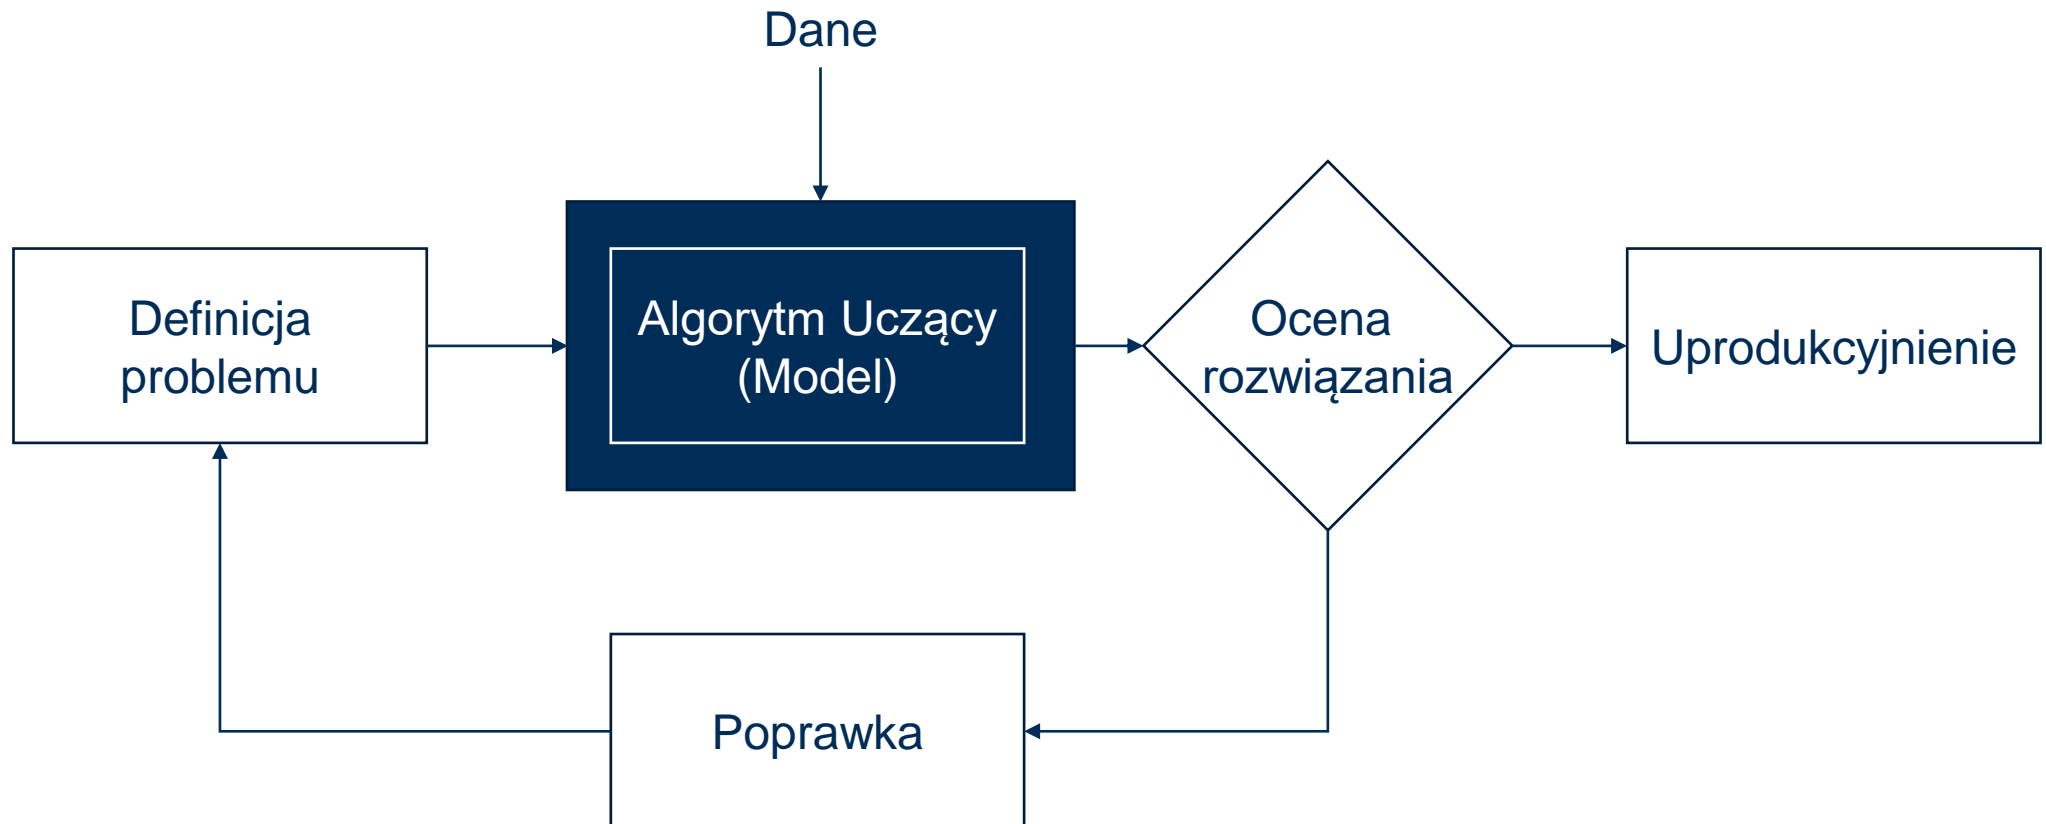 Dane
Definicja
problemu
Algorytm Uczący
(Model)
Ocena
rozwiązania
Uprodukcyjnienie
Poprawka